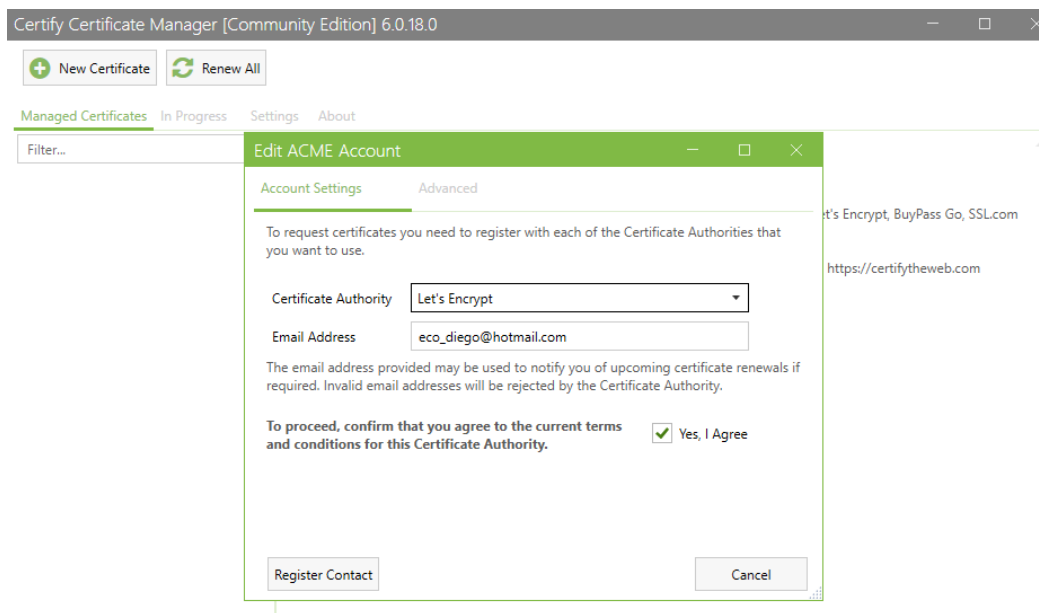 Certify Certificate Manager [Community Edition] 6.0.18.0
New Certificate
Renew All
Managed Certificates
In Progress
Settings
About
Filter...
Edit ACME Account
Account Settings
Advanced
To request certificates you need to register with each of the Certificate Authorities that
you want to use.
Certificate Authority
Let's Encrypt
Email Address
eco_diego@hotmail.com
The email address provided may be used to notify you of upcoming certificate renewals if
required. Invalid email addresses will be rejected by the Certificate Authority.
To proceed, confirm that you agree to the current terms
and conditions for this Certificate Authority.
Yes, I Agree
Register Contact
Cancel
et's Encrypt, BuyPass Go, SSL.com
https://certifytheweb.com